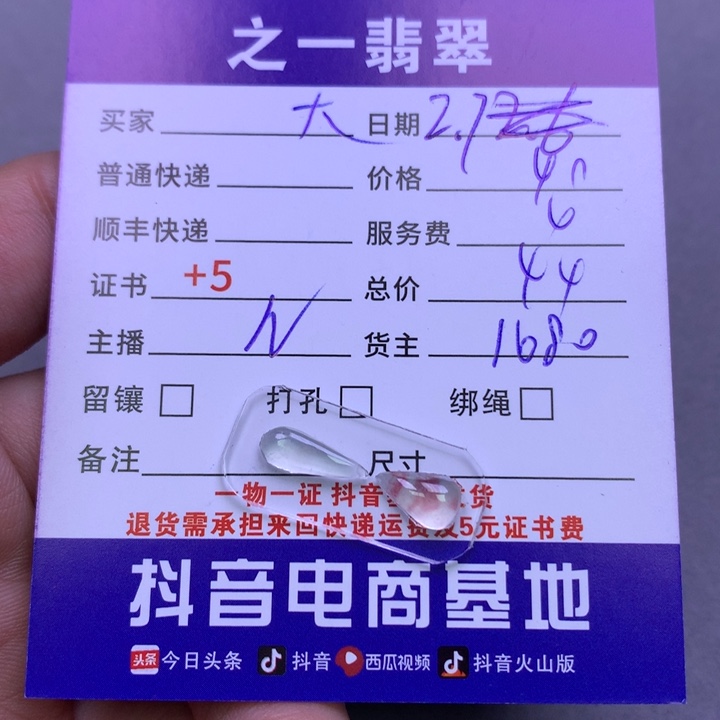 之一翡翠
买家 大 日期 2.17
普通快递 价格
顺丰快递 服务费 6
证书 +5 总价 44
主播 N 货主 1680
留镶 打孔 绑绳
备注 尺寸
一物一证 抖音 货
退货需承担来回快递运费及5元证书费
抖音电商基地
头条 今日头条 抖音 西瓜视频 抖音火山版